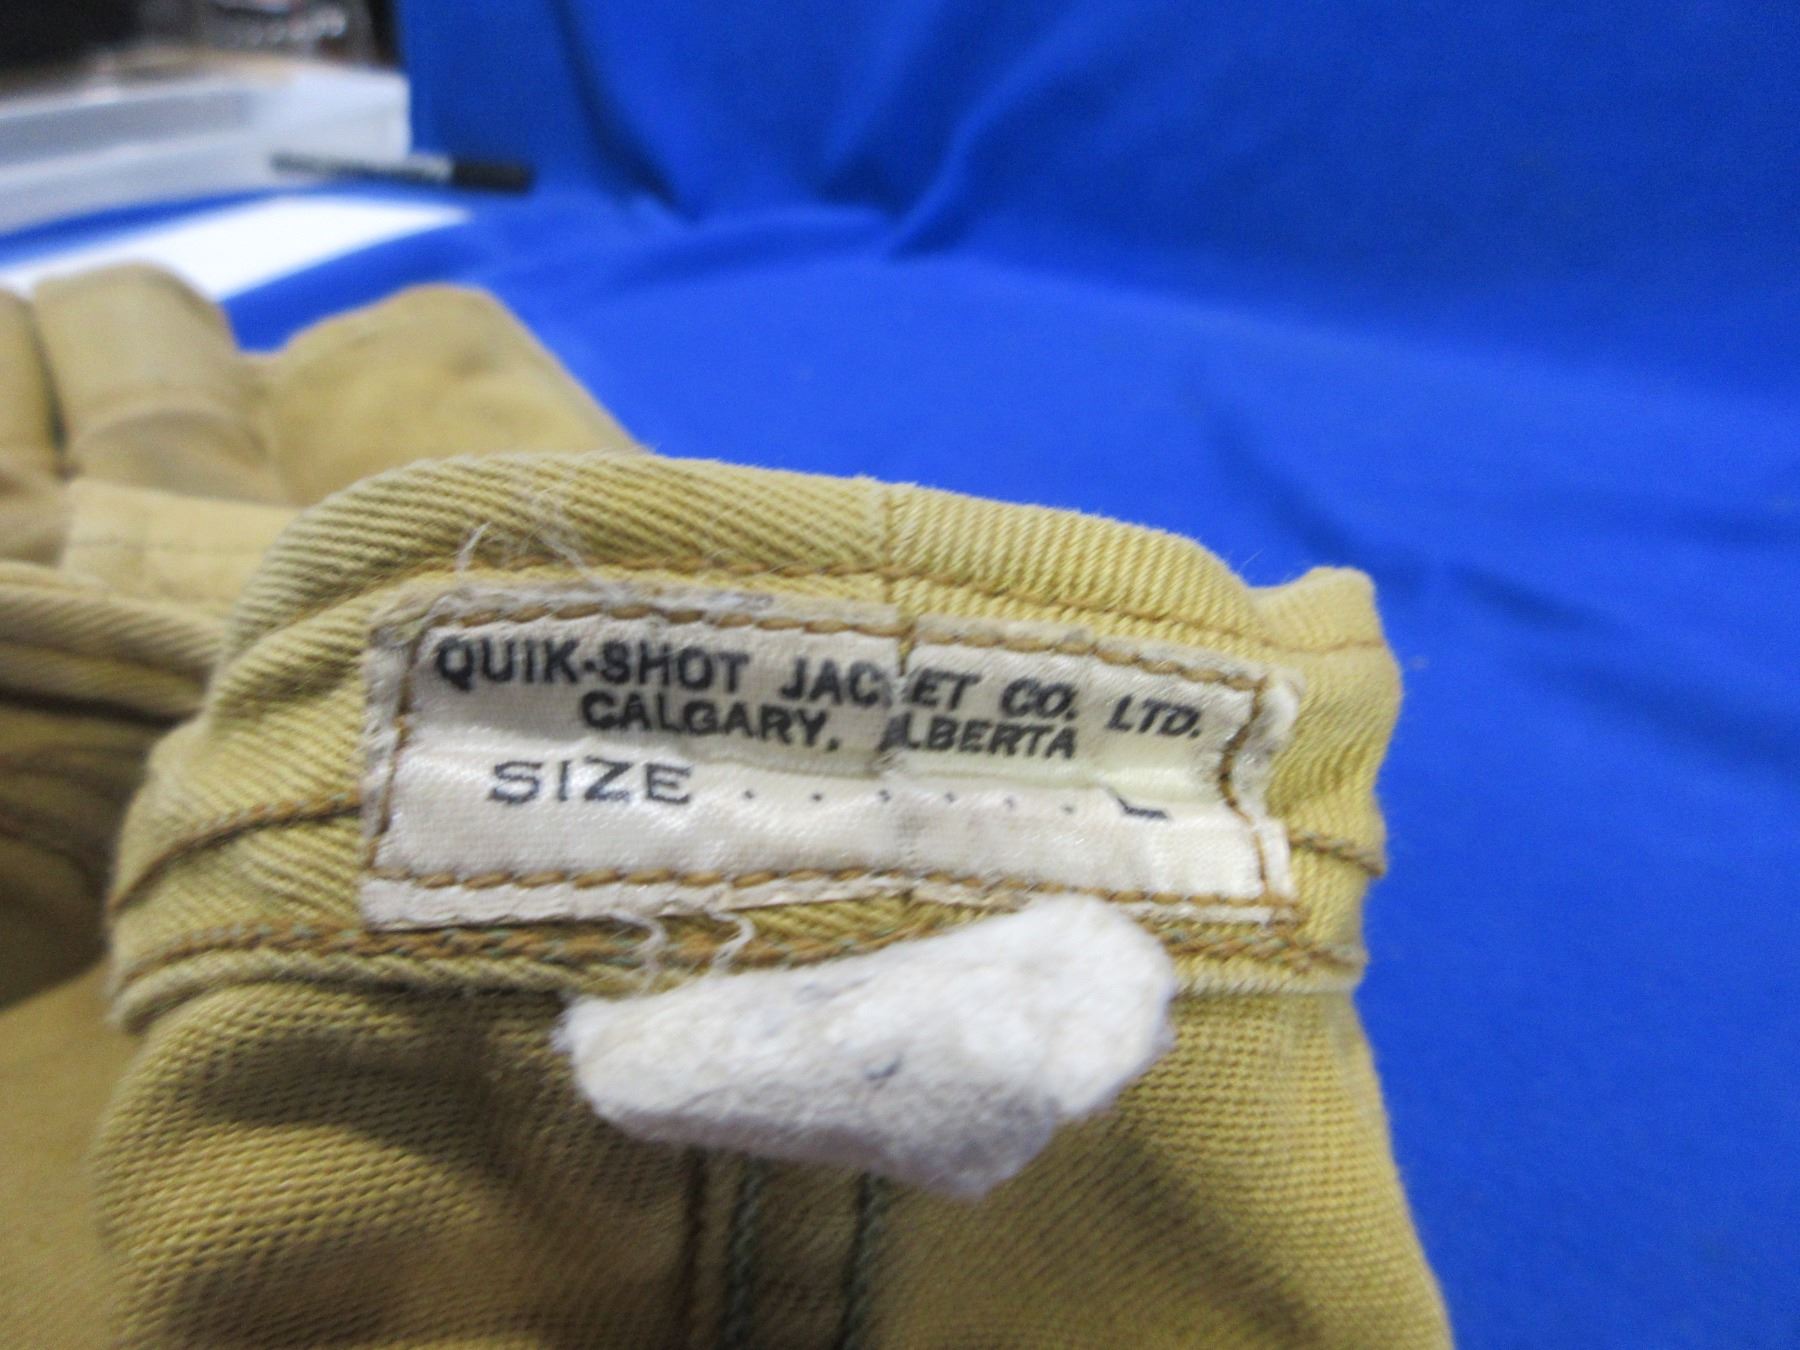 QUIK-SHOT JACKET CO. LTD.
CALGARY, ALBERTA
SIZE . . . . . . L